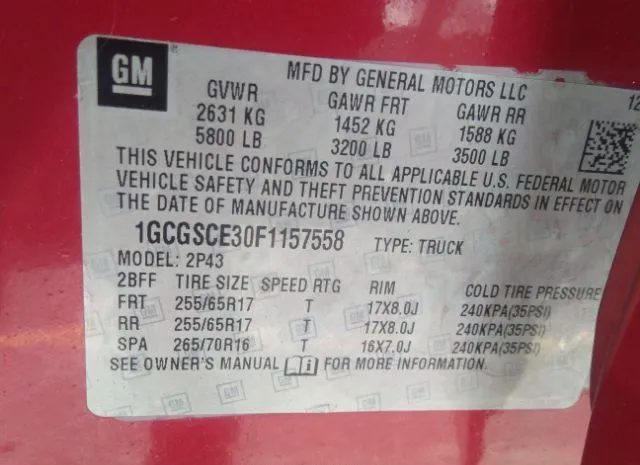 GM
MFD BY GENERAL MOTORS LLC
12
GVWR GAWR FRT GAWR RR
2631 KG 1452 KG 1588 KG
5800 LB 3200 LB 3500 LB
THIS VEHICLE CONFORMS TO ALL APPLICABLE U.S. FEDERAL MOTOR
VEHICLE SAFETY AND THEFT PREVENTION STANDARDS IN EFFECT ON
THE DATE OF MANUFACTURE SHOWN ABOVE.
1GCGSCE30F1157558 TYPE: TRUCK
MODEL: 2P43
2BFF TIRE SIZE SPEED RTG RIM COLD TIRE PRESSURE
FRT 255/65R17 T 17X8.0J 240KPA(35PSI)
RR 255/65R17 T 17X8.0J 240KPA(35PSI)
SPA 265/70R16 T 16X7.0J 240KPA(35PSI)
SEE OWNER'S MANUAL FOR MORE INFORMATION.